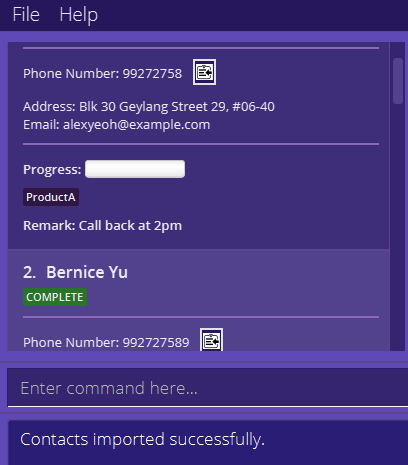 File Help
Phone Number: 99272758
Address: Blk 30 Geylang Street 29, #06-40
Email: alexyeoh@example.com
Progress:
ProductA
Remark: Call back at 2pm
2. Bernice Yu
COMPLETE
Phone Number: 992727589
Enter command here...
Contacts imported successfully.